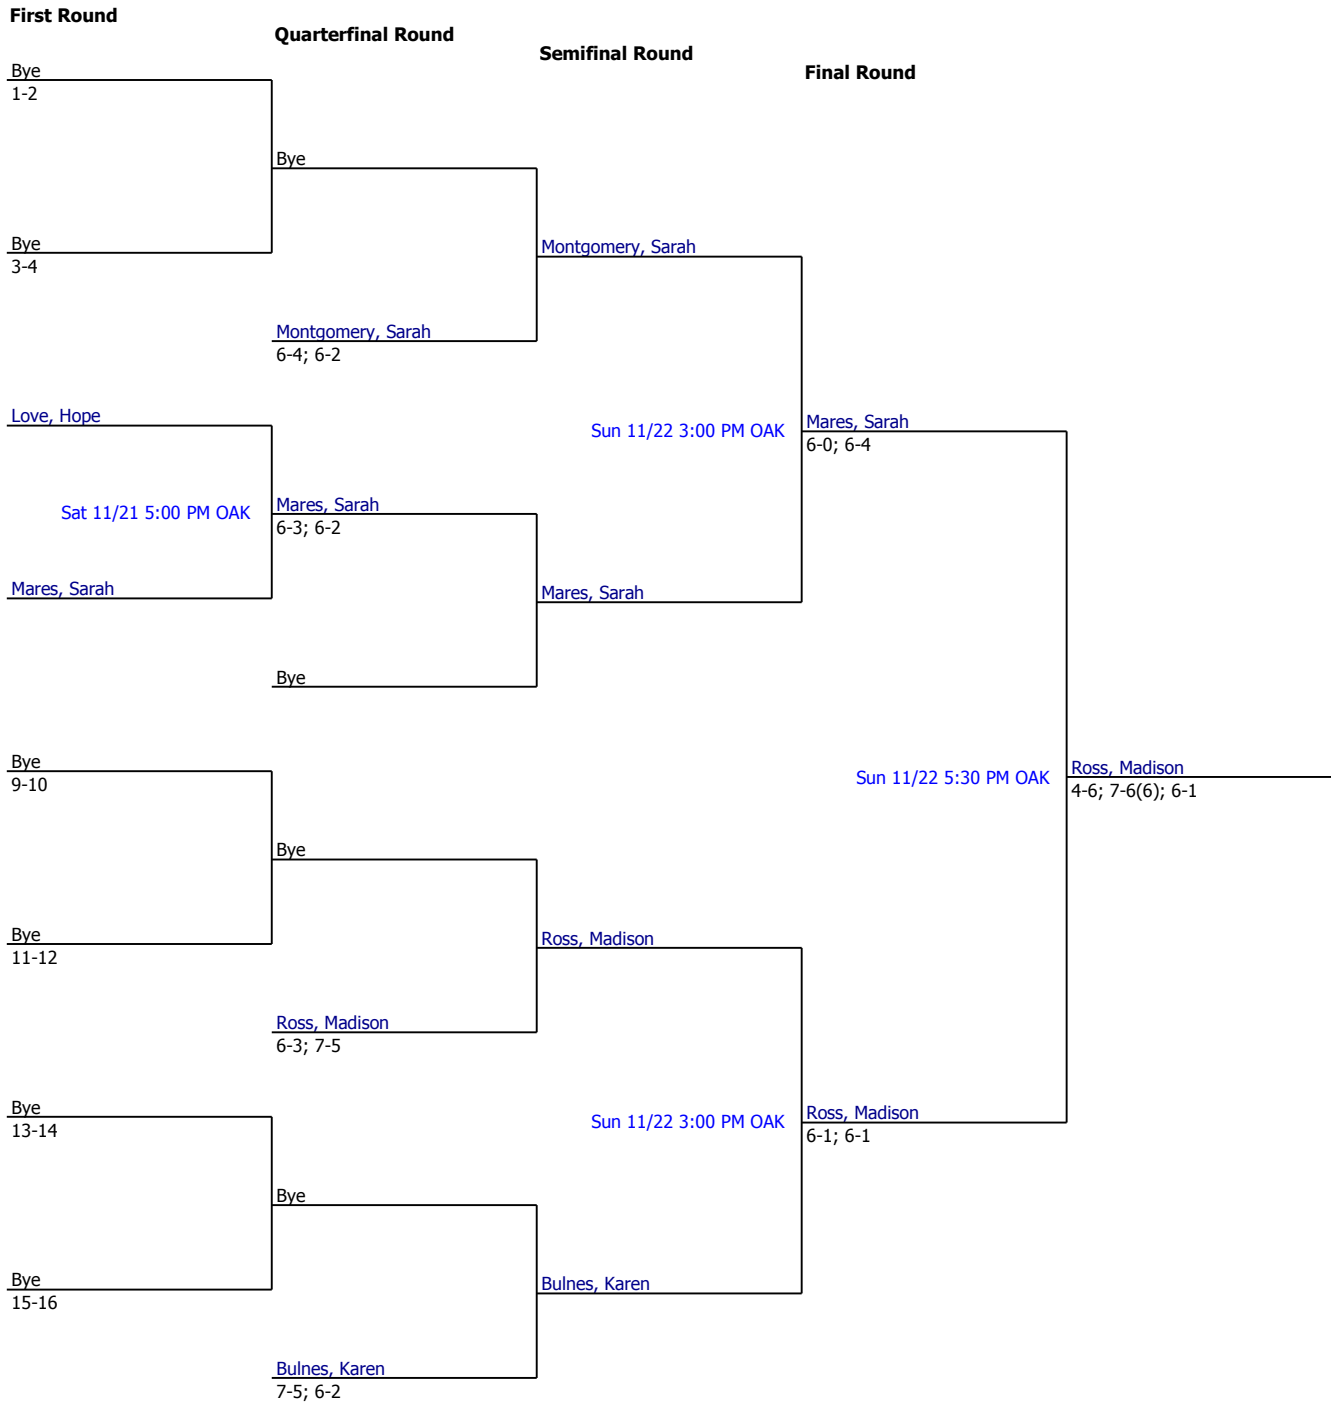 First Round
Quarterfinal Round
Semifinal Round
Final Round
Bye
1-2
Bye
Bye
3-4
Montgomery, Sarah
Montgomery, Sarah
6-4; 6-2
Love, Hope
Sun 11/22 3:00 PM OAK
Mares, Sarah
6-0; 6-4
Sat 11/21 5:00 PM OAK
Mares, Sarah
6-3; 6-2
Mares, Sarah
Mares, Sarah
Bye
Bye
9-10
Sun 11/22 5:30 PM OAK
Ross, Madison
4-6; 7-6(6); 6-1
Bye
Bye
11-12
Ross, Madison
Ross, Madison
6-3; 7-5
Bye
13-14
Sun 11/22 3:00 PM OAK
Ross, Madison
6-1; 6-1
Bye
Bye
15-16
Bulnes, Karen
Bulnes, Karen
7-5; 6-2